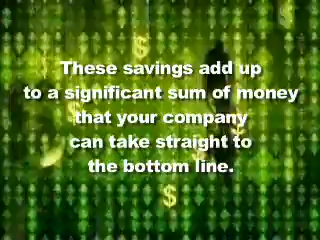 These savings add up
to a significant sum of money
that your company
can take straight to
the bottom line.
$
$